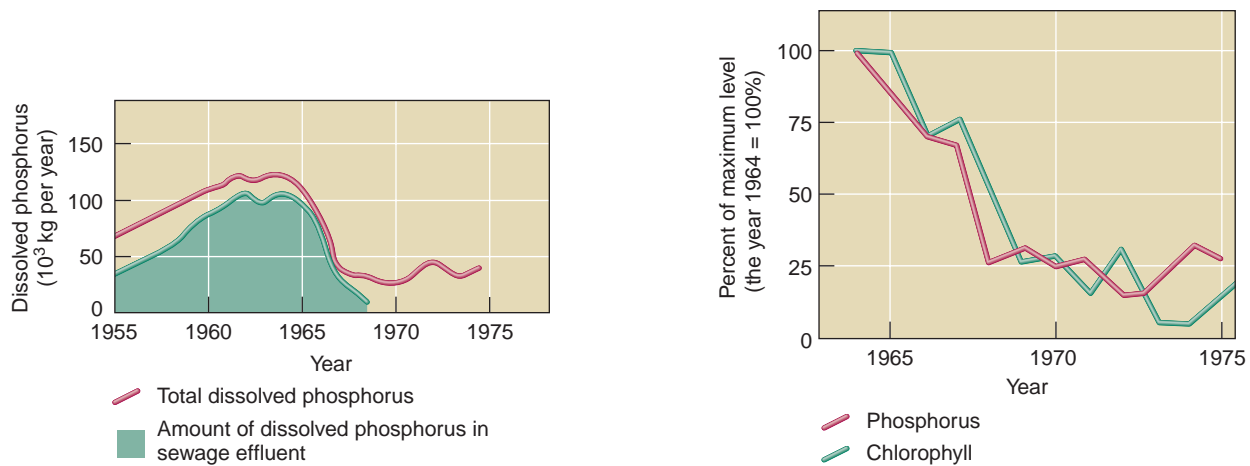 Dissolved phosphorus
(10³ kg per year)
150
100
50
0
1955 1960 1965 1970 1975
Year
Total dissolved phosphorus
Amount of dissolved phosphorus in
sewage effluent
Percent of maximum level
(the year 1964 = 100%)
100
75
50
25
0
1965 1970 1975
Year
Phosphorus
Chlorophyll